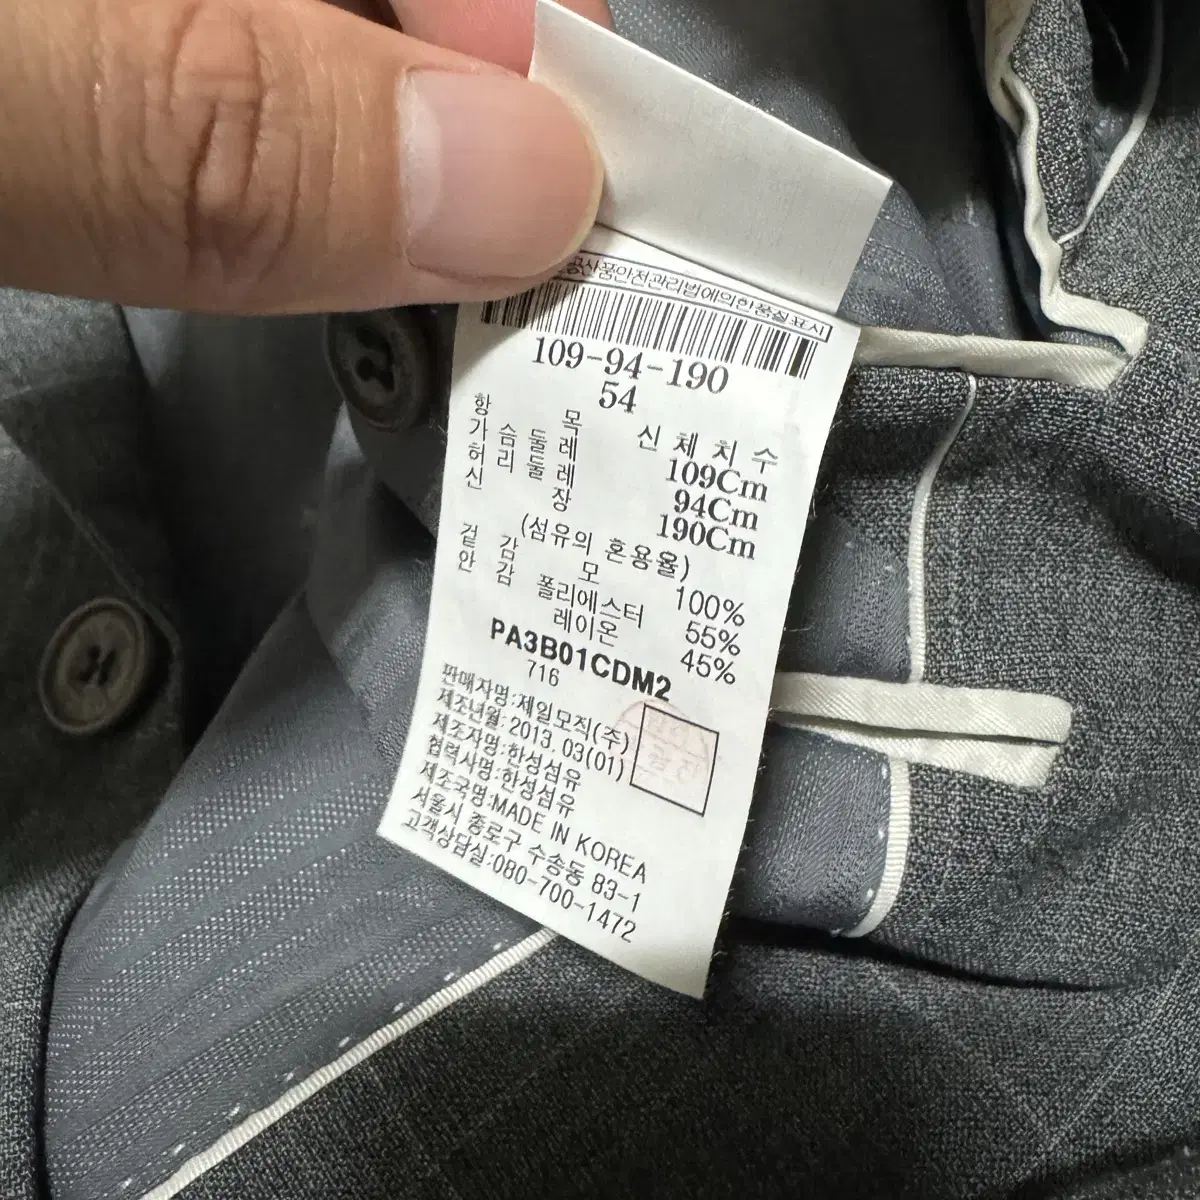 공산품안전관리법에의한품질표시
109-94-190
54
항 목 신 체 치 수
가 슴 둘 레 109Cm
허 리 둘 레 94Cm
신 장 190Cm
(섬유의 혼용율)
겉 감 모 100%
안 감 폴리에스터 55%
레이온 45%
PA3B01CDM2
716
판매자명:제일모직(주)
제조년월:2013.03(01)
제조자명:한성섬유
협력사명:한성섬유
제조국명:MADE IN KOREA
서울시 종로구 수송동 83-1
고객상담실:080-700-1472